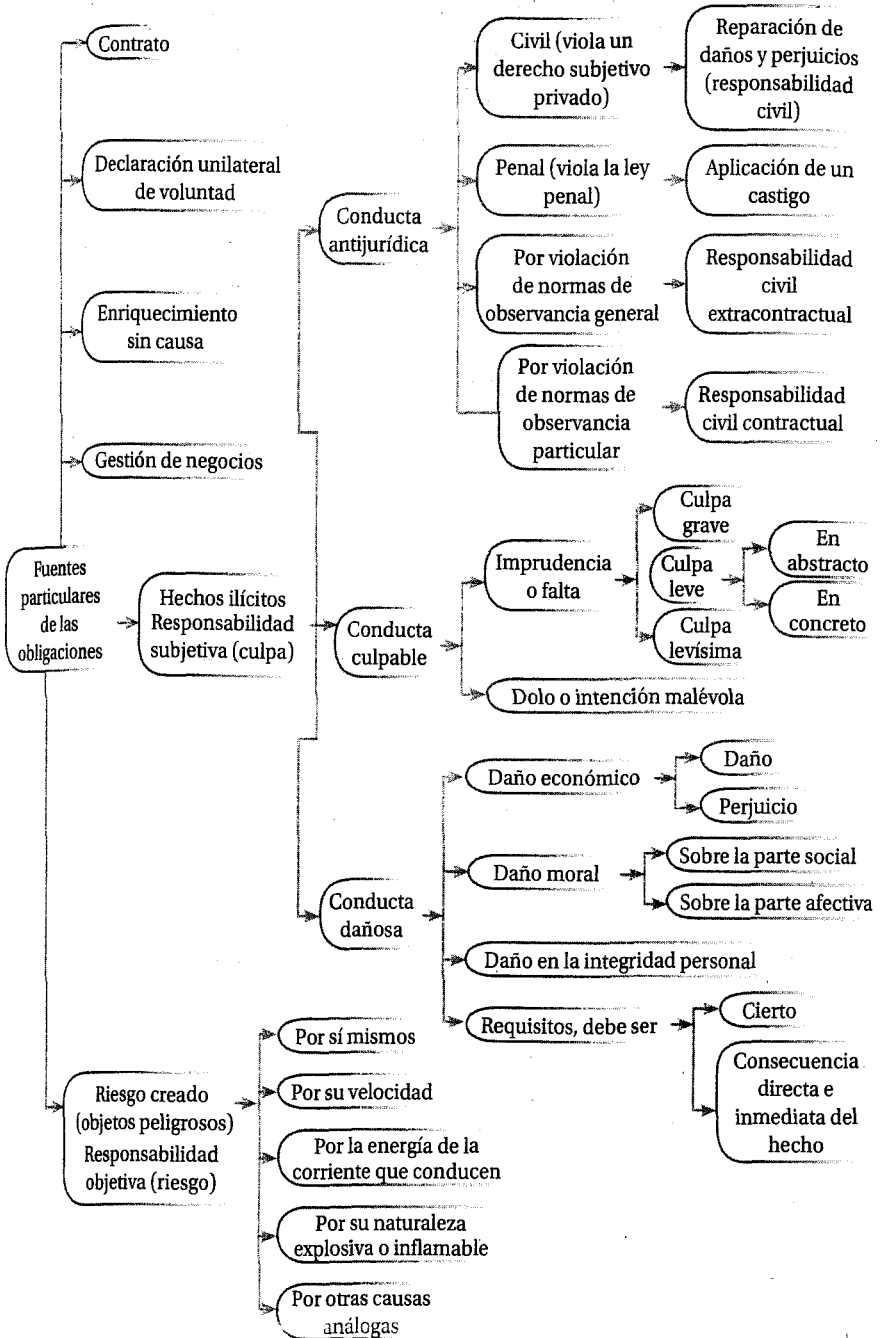 Contrato
Declaración unilateral
de voluntad
Enriquecimiento
sin causa
Gestión de negocios
Fuentes
particulares
de las
obligaciones
Hechos ilícitos
Responsabilidad
subjetiva (culpa)
Conducta
antijurídica
Civil (viola un
derecho subjetivo
privado)
Reparación de
daños y perjuicios
(responsabilidad
civil)
Penal (viola la ley
penal)
Aplicación de un
castigo
Por violación
de normas de
observancia general
Responsabilidad
civil
extracontractual
Por violación
de normas de
observancia
particular
Responsabilidad
civil contractual
Conducta
culpable
Imprudencia
o falta
Culpa
grave
Culpa
leve
En
abstracto
En
concreto
Culpa
levísima
Dolo o intención malévola
Conducta
dañosa
Daño económico
Daño
Perjuicio
Daño moral
Sobre la parte social
Sobre la parte afectiva
Daño en la integridad personal
Requisitos, debe ser
Cierto
Consecuencia
directa e
inmediata del
hecho
Riesgo creado
(objetos peligrosos)
Responsabilidad
objetiva (riesgo)
Por sí mismos
Por su velocidad
Por la energía de la
corriente que conducen
Por su naturaleza
explosiva o inflamable
Por otras causas
análogas